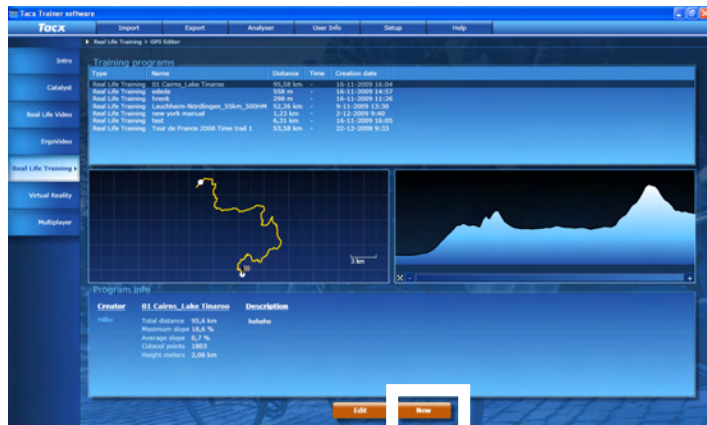 Tacx Trainer software
Tacx Import Export Analyser User Info Setup Help
Real Life Training > GPS Editor
Intro
Catalyst
Real Life Video
ErgoVideo
Real Life Training
Virtual Reality
Multiplayer
Training programs
Type Name Distance Time Creation date
Real Life Training 01 Cairns_Lake Tinaroo 95,58 km - 16-11-2009 16:04
Real Life Training edede 558 m - 16-11-2009 14:57
Real Life Training hrenk 298 m - 16-11-2009 11:26
Real Life Training Lauchheim-Nördlingen_55km_500HM 52,26 km - 9-11-2009 13:30
Real Life Training new york manual 1,23 km - 2-12-2009 9:40
Real Life Training test 6,31 km - 16-11-2009 16:05
Real Life Training Tour de France 2008 Time trail 1 53,58 km - 22-12-2008 9:33
3 km
Program info
Creator 01 Cairns_Lake Tinaroo Description
Hilko Total distance 95,6 km hahaha
Maximum slope 18,6 %
Average slope 0,7 %
Catacol points 1803
Height meters 2,06 km
Edit New